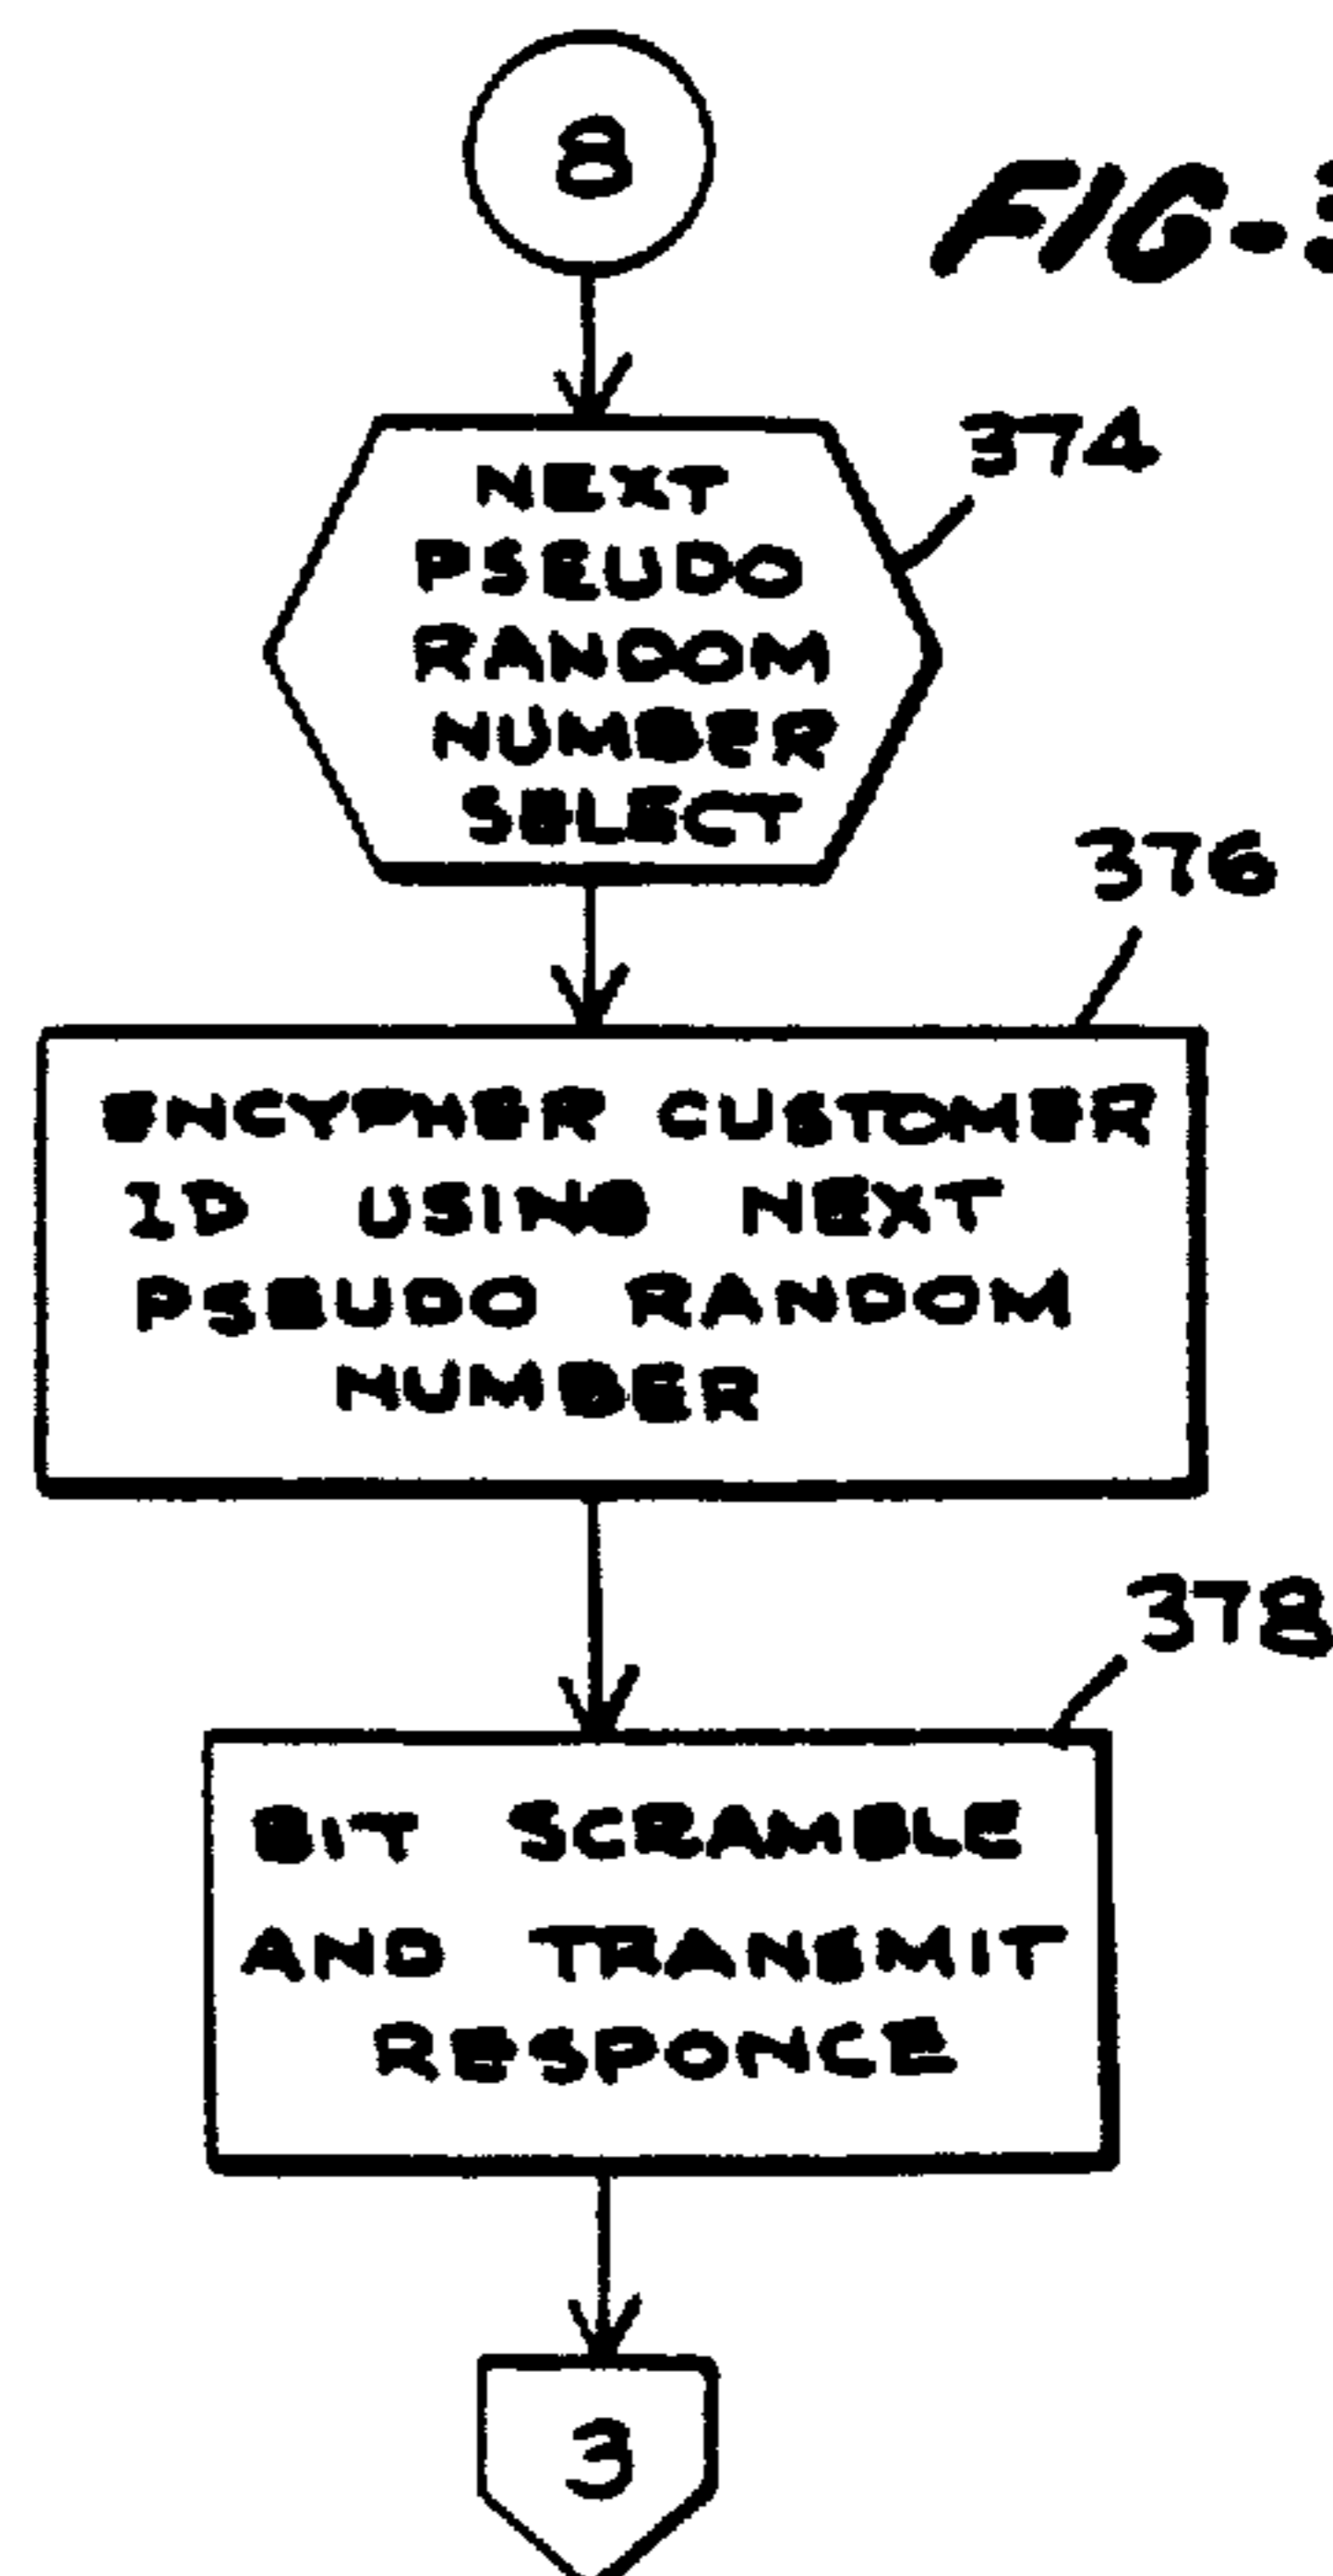 8
FIG-3
374
NEXT
PSEUDO
RANDOM
NUMBER
SELECT
376
ENCYPHER CUSTOMER
ID USING NEXT
PSEUDO RANDOM
NUMBER
378
BIT SCRAMBLE
AND TRANSMIT
RESPONCE
3